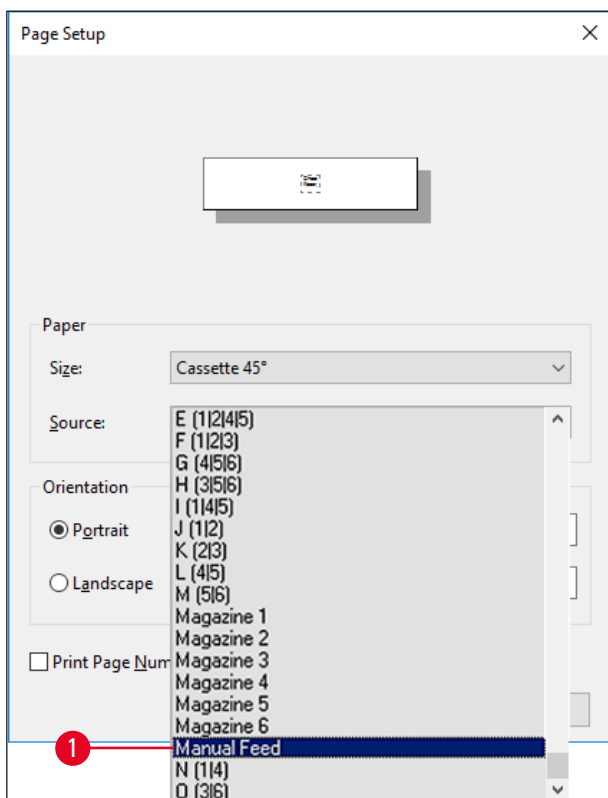 Page Setup
Paper
Size: Cassette 45°
Source:
E (1|2|4|5)
F (1|2|3)
G (4|5|6)
H (3|5|6)
I (1|4|5)
Orientation
J (1|2)
Portrait
K (2|3)
L (4|5)
Landscape
M (5|6)
Magazine 1
Magazine 2
Print Page Num
Magazine 3
Magazine 4
Magazine 5
Magazine 6
1 Manual Feed
N (1|4)
O (3|6)